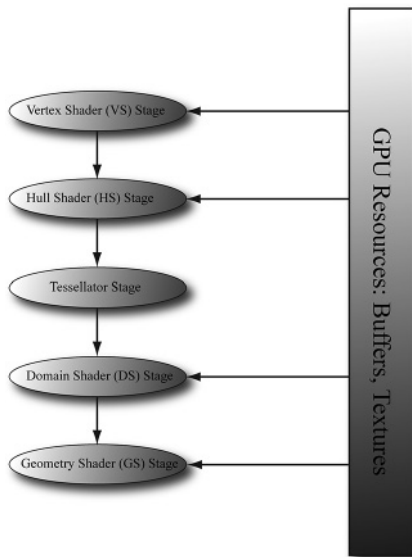 Vertex Shader (VS) Stage
Hull Shader (HS) Stage
Tessellator Stage
Domain Shader (DS) Stage
Geometry Shader (GS) Stage
GPU Resources: Buffers, Textures